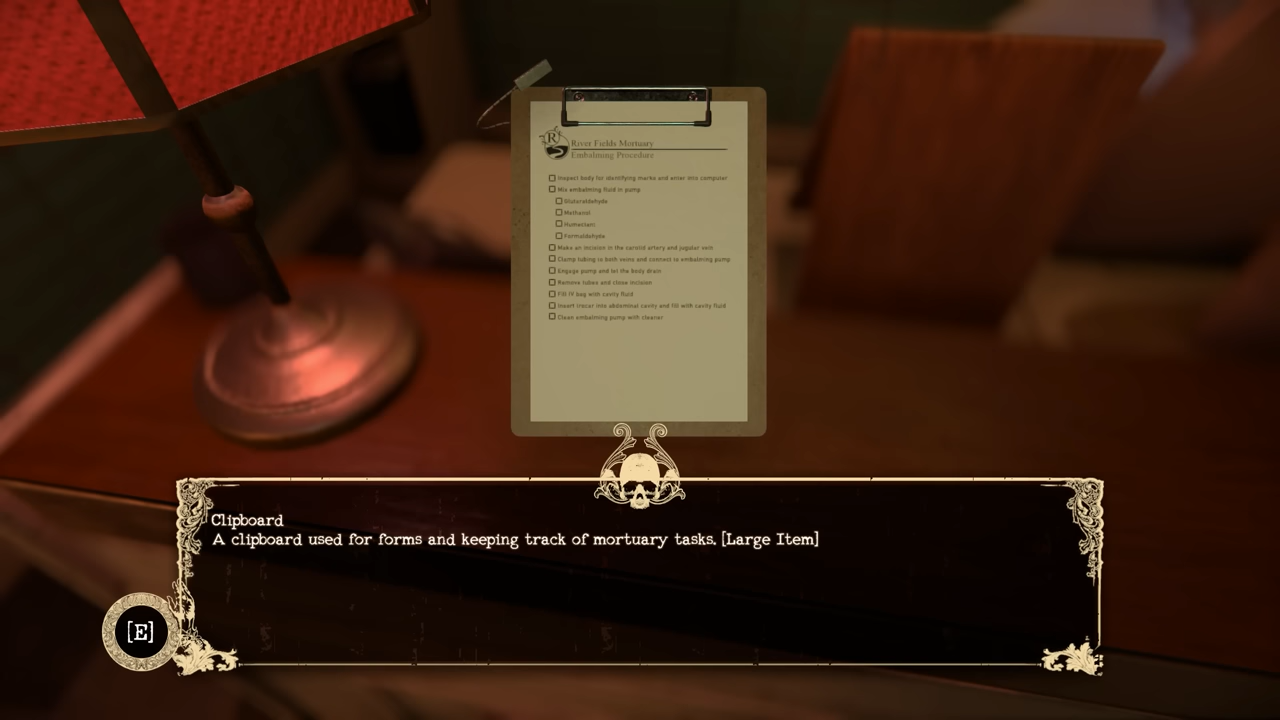 R
River Fields Mortuary
Embalming Procedure
Inspect body for identifying marks and enter into computer
Mix embalming fluid in pump
Glutaraldehyde
Methanol
Humectant
Formaldehyde
Make an incision in the carotid artery and jugular vein
Clamp tubing to both veins and connect to embalming pump
Engage pump and let the body drain
Remove tubes and close incision
Fill IV bag with cavity fluid
Insert trocar into abdominal cavity and fill with cavity fluid
Clean embalming pump with cleaner
Clipboard
A clipboard used for forms and keeping track of mortuary tasks. [Large Item]
[E]